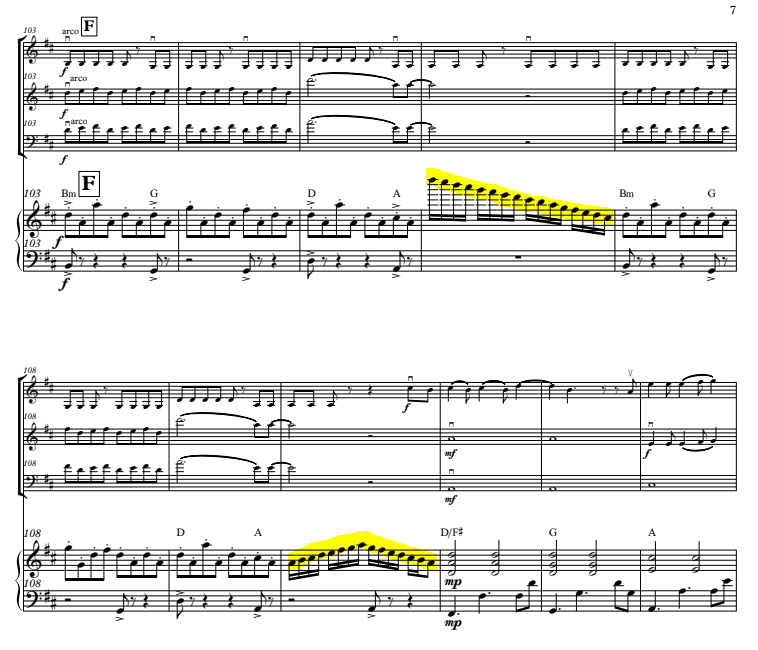 7
103 arco F
f
103 arco
103 arco
f
103 Bm F G D A Bm G
f
103
f
108
f
108
mf f
108
mf
108 D A D/F♯ G A
mp
108
mp